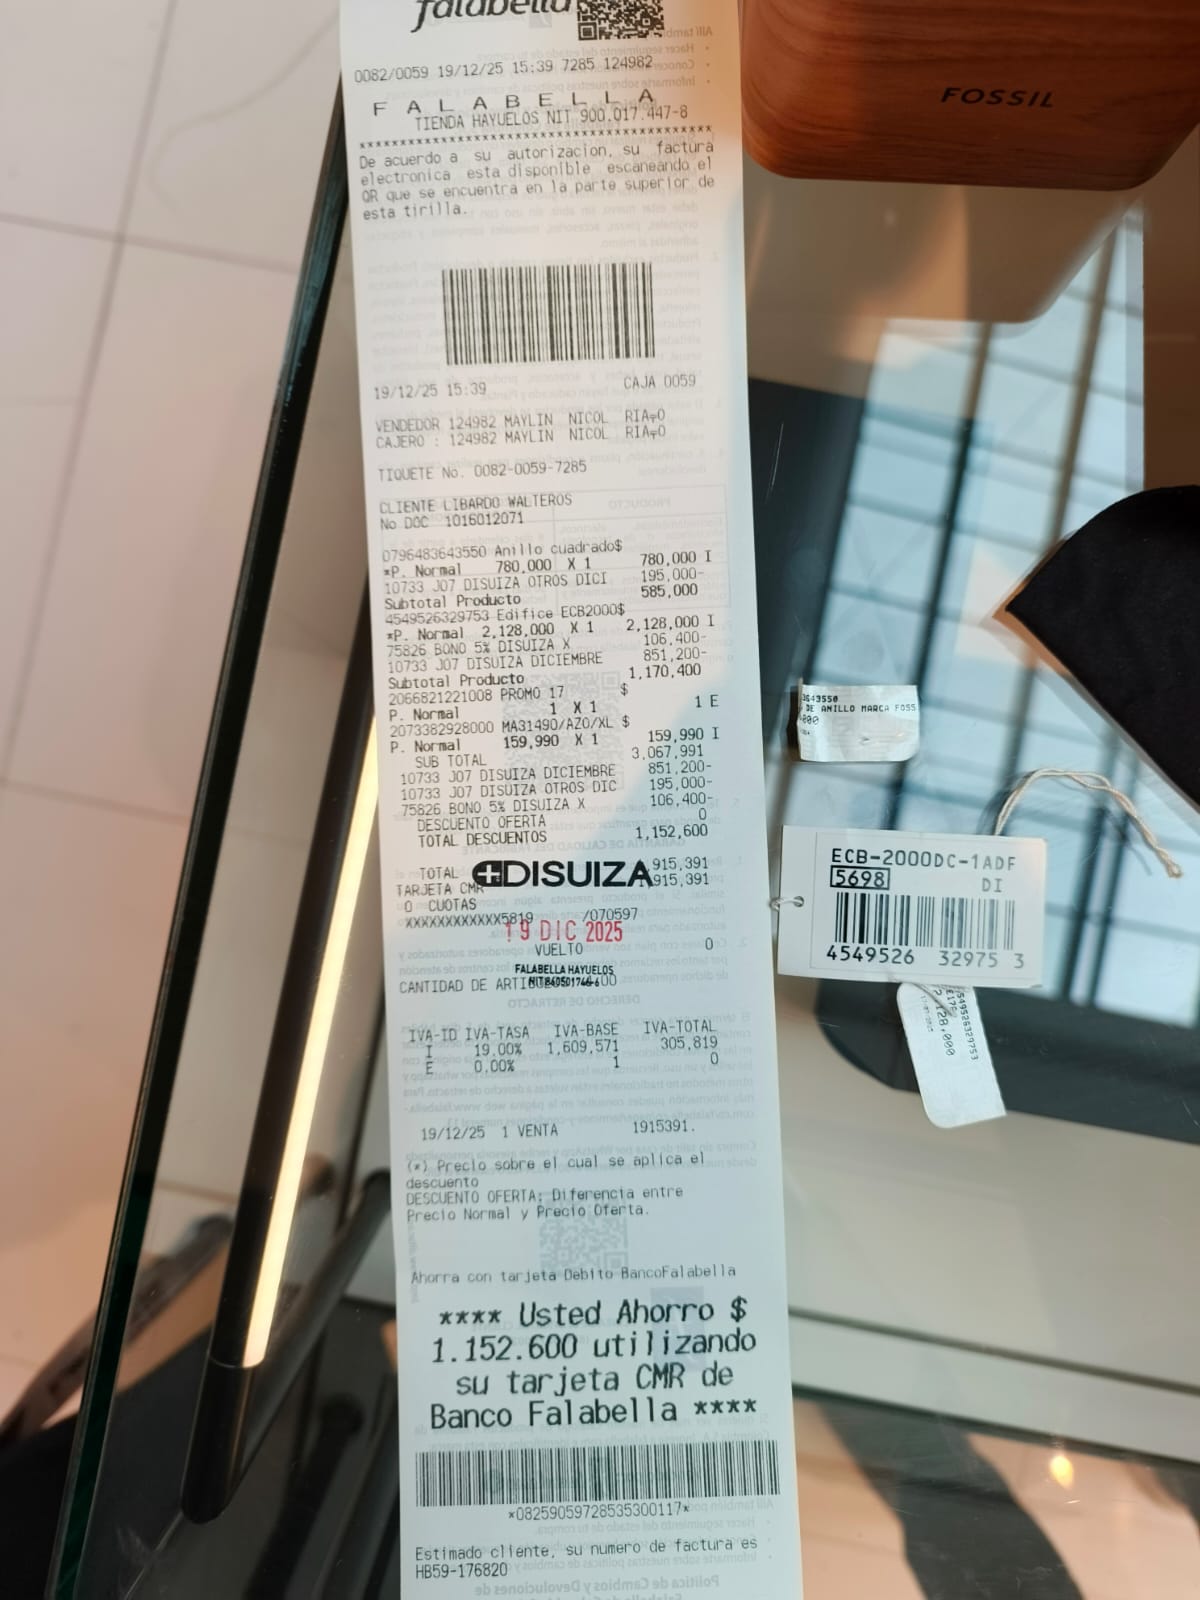 falabella
0082/0059 19/12/25 15:39 7285 124982
F A L A B E L L A
TIENDA HAYUELOS NIT 900.017.447-8
****************************************
De acuerdo a su autorizacion, su factura
electronica esta disponible escaneando el
QR que se encuentra en la parte superior de
esta tirilla.
19/12/25 15:39 CAJA 0059
VENDEDOR 124982 MAYLIN NICOL
CAJERO : 124982 MAYLIN NICOL
TIQUETE No. 0082-0059-7285
CLIENTE LIBARDO WALTEROS
No DOC 1016012071
0796483643550 Anillo cuadrado$
*P. Normal 780,000 X 1 780,000 I
10733 J07 DISUIZA OTROS DICI 195,000-
Subtotal Producto 585,000
4549526329753 Edifice ECB2000$
*P. Normal 2,128,000 X 1 2,128,000 I
75826 BONO 5% DISUIZA X 106,400-
10733 J07 DISUIZA DICIEMBRE 851,200-
Subtotal Producto 1,170,400
2066821221008 PROMO 17 $
P. Normal 1 X 1 1 E
2073382928000 MA31490/AZO/XL $
P. Normal 159,990 X 1 159,990 I
SUB TOTAL 3,067,991
10733 J07 DISUIZA DICIEMBRE 851,200-
10733 J07 DISUIZA OTROS DIC 195,000-
75826 BONO 5% DISUIZA X 106,400-
DESCUENTO OFERTA 0
TOTAL DESCUENTOS 1,152,600
TOTAL ,915,391
DISUIZA
TARJETA CMR 1,915,391
0 CUOTAS
XXXXXXXXXXXX5819 /070597
19 DIC 2025
VUELTO 0
FALABELLA HAYUELOS
CANTIDAD DE
IVA-ID IVA-TASA IVA-BASE IVA-TOTAL
I 19.00% 1,609,571 305,819
E 0.00% 1 0
19/12/25 1 VENTA 1915391.
(*) Precio sobre el cual se aplica el
descuento
DESCUENTO OFERTA: Diferencia entre
Precio Normal y Precio Oferta.
Ahorra con tarjeta Debito BancoFalabella
**** Usted Ahorro $
1.152.600 utilizando
su tarjeta CMR de
Banco Falabella ****
*08259059728535300117*
Estimado cliente, su numero de factura es
HB59-176820
FOSSIL
3643550
DE ANILLO MARCA FOSS
ECB-2000DC-1ADF
5698 DI
4549526 32975 3